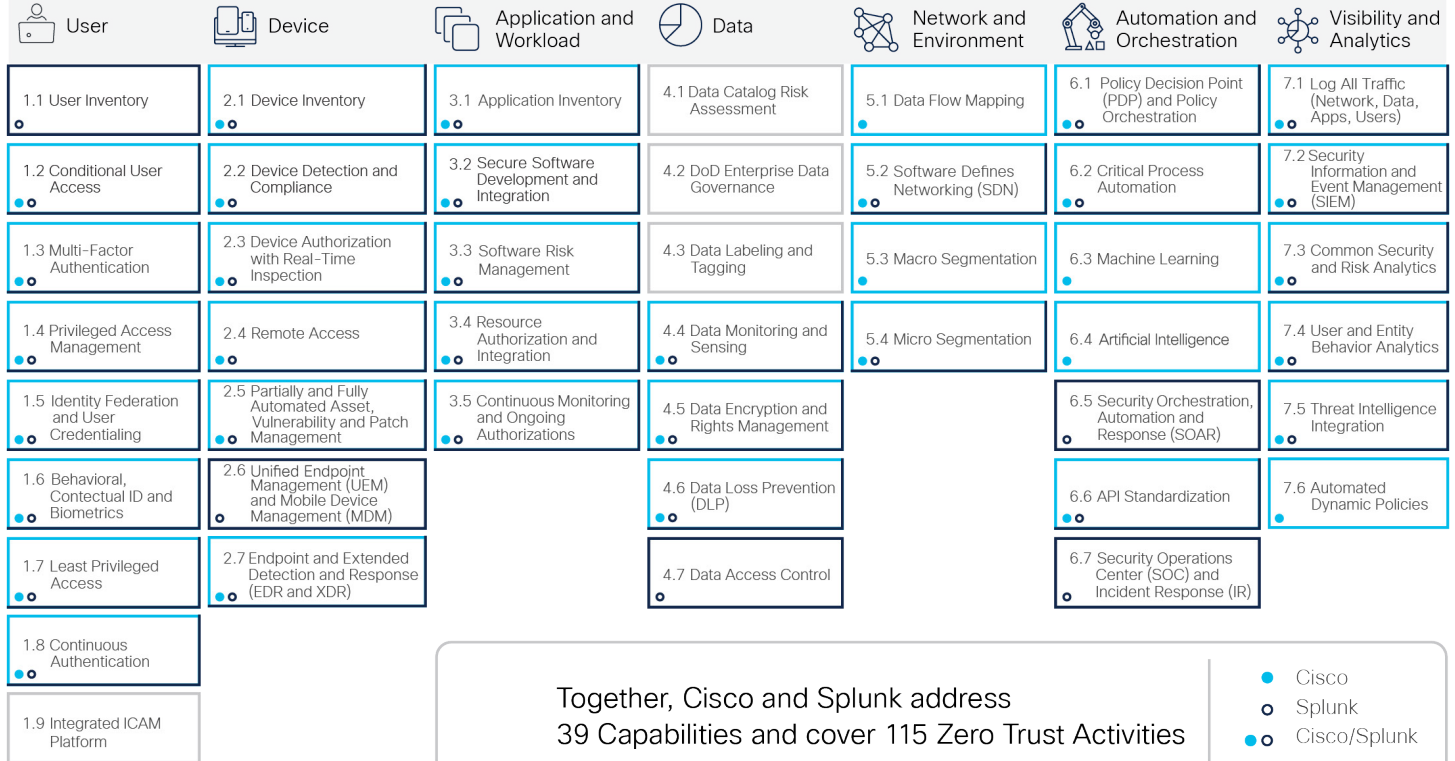 User
Device
Application and
Workload
Data
Network and
Environment
Automation and
Orchestration
Visibility and
Analytics
1.1 User Inventory
1.2 Conditional User
Access
1.3 Multi-Factor
Authentication
1.4 Privileged Access
Management
1.5 Identity Federation
and User
Credentialing
1.6 Behavioral,
Contectual ID and
Biometrics
1.7 Least Privileged
Access
1.8 Continuous
Authentication
1.9 Integrated ICAM
Platform
2.1 Device Inventory
2.2 Device Detection and
Compliance
2.3 Device Authorization
with Real-Time
Inspection
2.4 Remote Access
2.5 Partially and Fully
Automated Asset,
Vulnerability and Patch
Management
2.6 Unified Endpoint
Management (UEM)
and Mobile Device
Management (MDM)
2.7 Endpoint and Extended
Detection and Response
(EDR and XDR)
3.1 Application Inventory
3.2 Secure Software
Development and
Integration
3.3 Software Risk
Management
3.4 Resource
Authorization and
Integration
3.5 Continuous Monitoring
and Ongoing
Authorizations
4.1 Data Catalog Risk
Assessment
4.2 DoD Enterprise Data
Governance
4.3 Data Labeling and
Tagging
4.4 Data Monitoring and
Sensing
4.5 Data Encryption and
Rights Management
4.6 Data Loss Prevention
(DLP)
4.7 Data Access Control
5.1 Data Flow Mapping
5.2 Software Defines
Networking (SDN)
5.3 Macro Segmentation
5.4 Micro Segmentation
6.1 Policy Decision Point
(PDP) and Policy
Orchestration
6.2 Critical Process
Automation
6.3 Machine Learning
6.4 Artificial Intelligence
6.5 Security Orchestration,
Automation and
Response (SOAR)
6.6 API Standardization
6.7 Security Operations
Center (SOC) and
Incident Response (IR)
7.1 Log All Traffic
(Network, Data,
Apps, Users)
7.2 Security
Information and
Event Management
(SIEM)
7.3 Common Security
and Risk Analytics
7.4 User and Entity
Behavior Analytics
7.5 Threat Intelligence
Integration
7.6 Automated
Dynamic Policies
Together, Cisco and Splunk address
39 Capabilities and cover 115 Zero Trust Activities
Cisco
Splunk
Cisco/Splunk